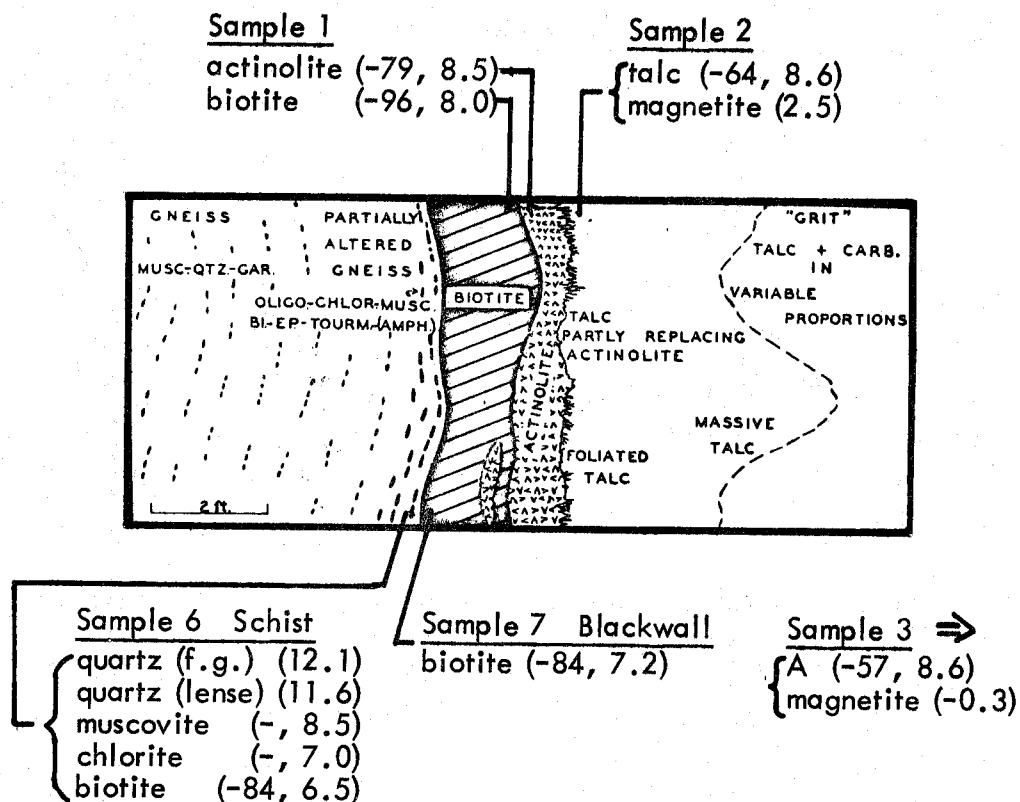 Sample 1
actinolite (-79, 8.5)
biotite (-96, 8.0)
Sample 2
talc (-64, 8.6)
magnetite (2.5)
GNEISS
MUSC-QTZ-GAR.
PARTIALLY
ALTERED
GNEISS
OLIGO-CHLOR-MUSC.
BI-EP-TOURM-(AMPH.)
BIOTITE
ACTINOLITE
TALC
PARTLY REPLACING
ACTINOLITE
FOLIATED
TALC
MASSIVE
TALC
"GRIT"
TALC + CARB.
IN
VARIABLE
PROPORTIONS
2 ft.
Sample 6 Schist
quartz (f.g.) (12.1)
quartz (lense) (11.6)
muscovite (-, 8.5)
chlorite (-, 7.0)
biotite (-84, 6.5)
Sample 7 Blackwall
biotite (-84, 7.2)
Sample 3 ⇒
A (-57, 8.6)
magnetite (-0.3)